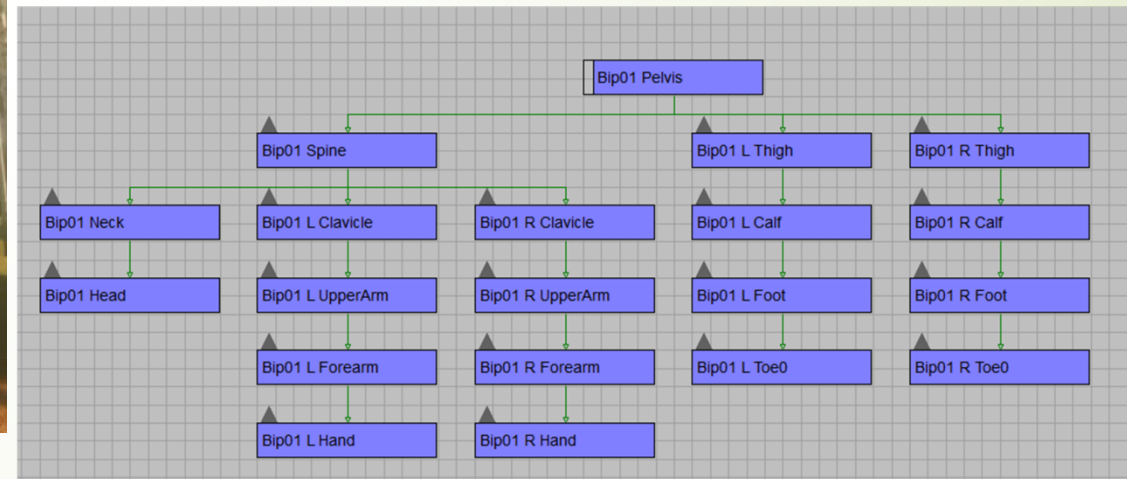 Bip01 Pelvis
Bip01 Spine
Bip01 L Thigh
Bip01 R Thigh
Bip01 Neck
Bip01 L Clavicle
Bip01 R Clavicle
Bip01 L Calf
Bip01 R Calf
Bip01 Head
Bip01 L UpperArm
Bip01 R UpperArm
Bip01 L Foot
Bip01 R Foot
Bip01 L Forearm
Bip01 R Forearm
Bip01 L Toe0
Bip01 R Toe0
Bip01 L Hand
Bip01 R Hand